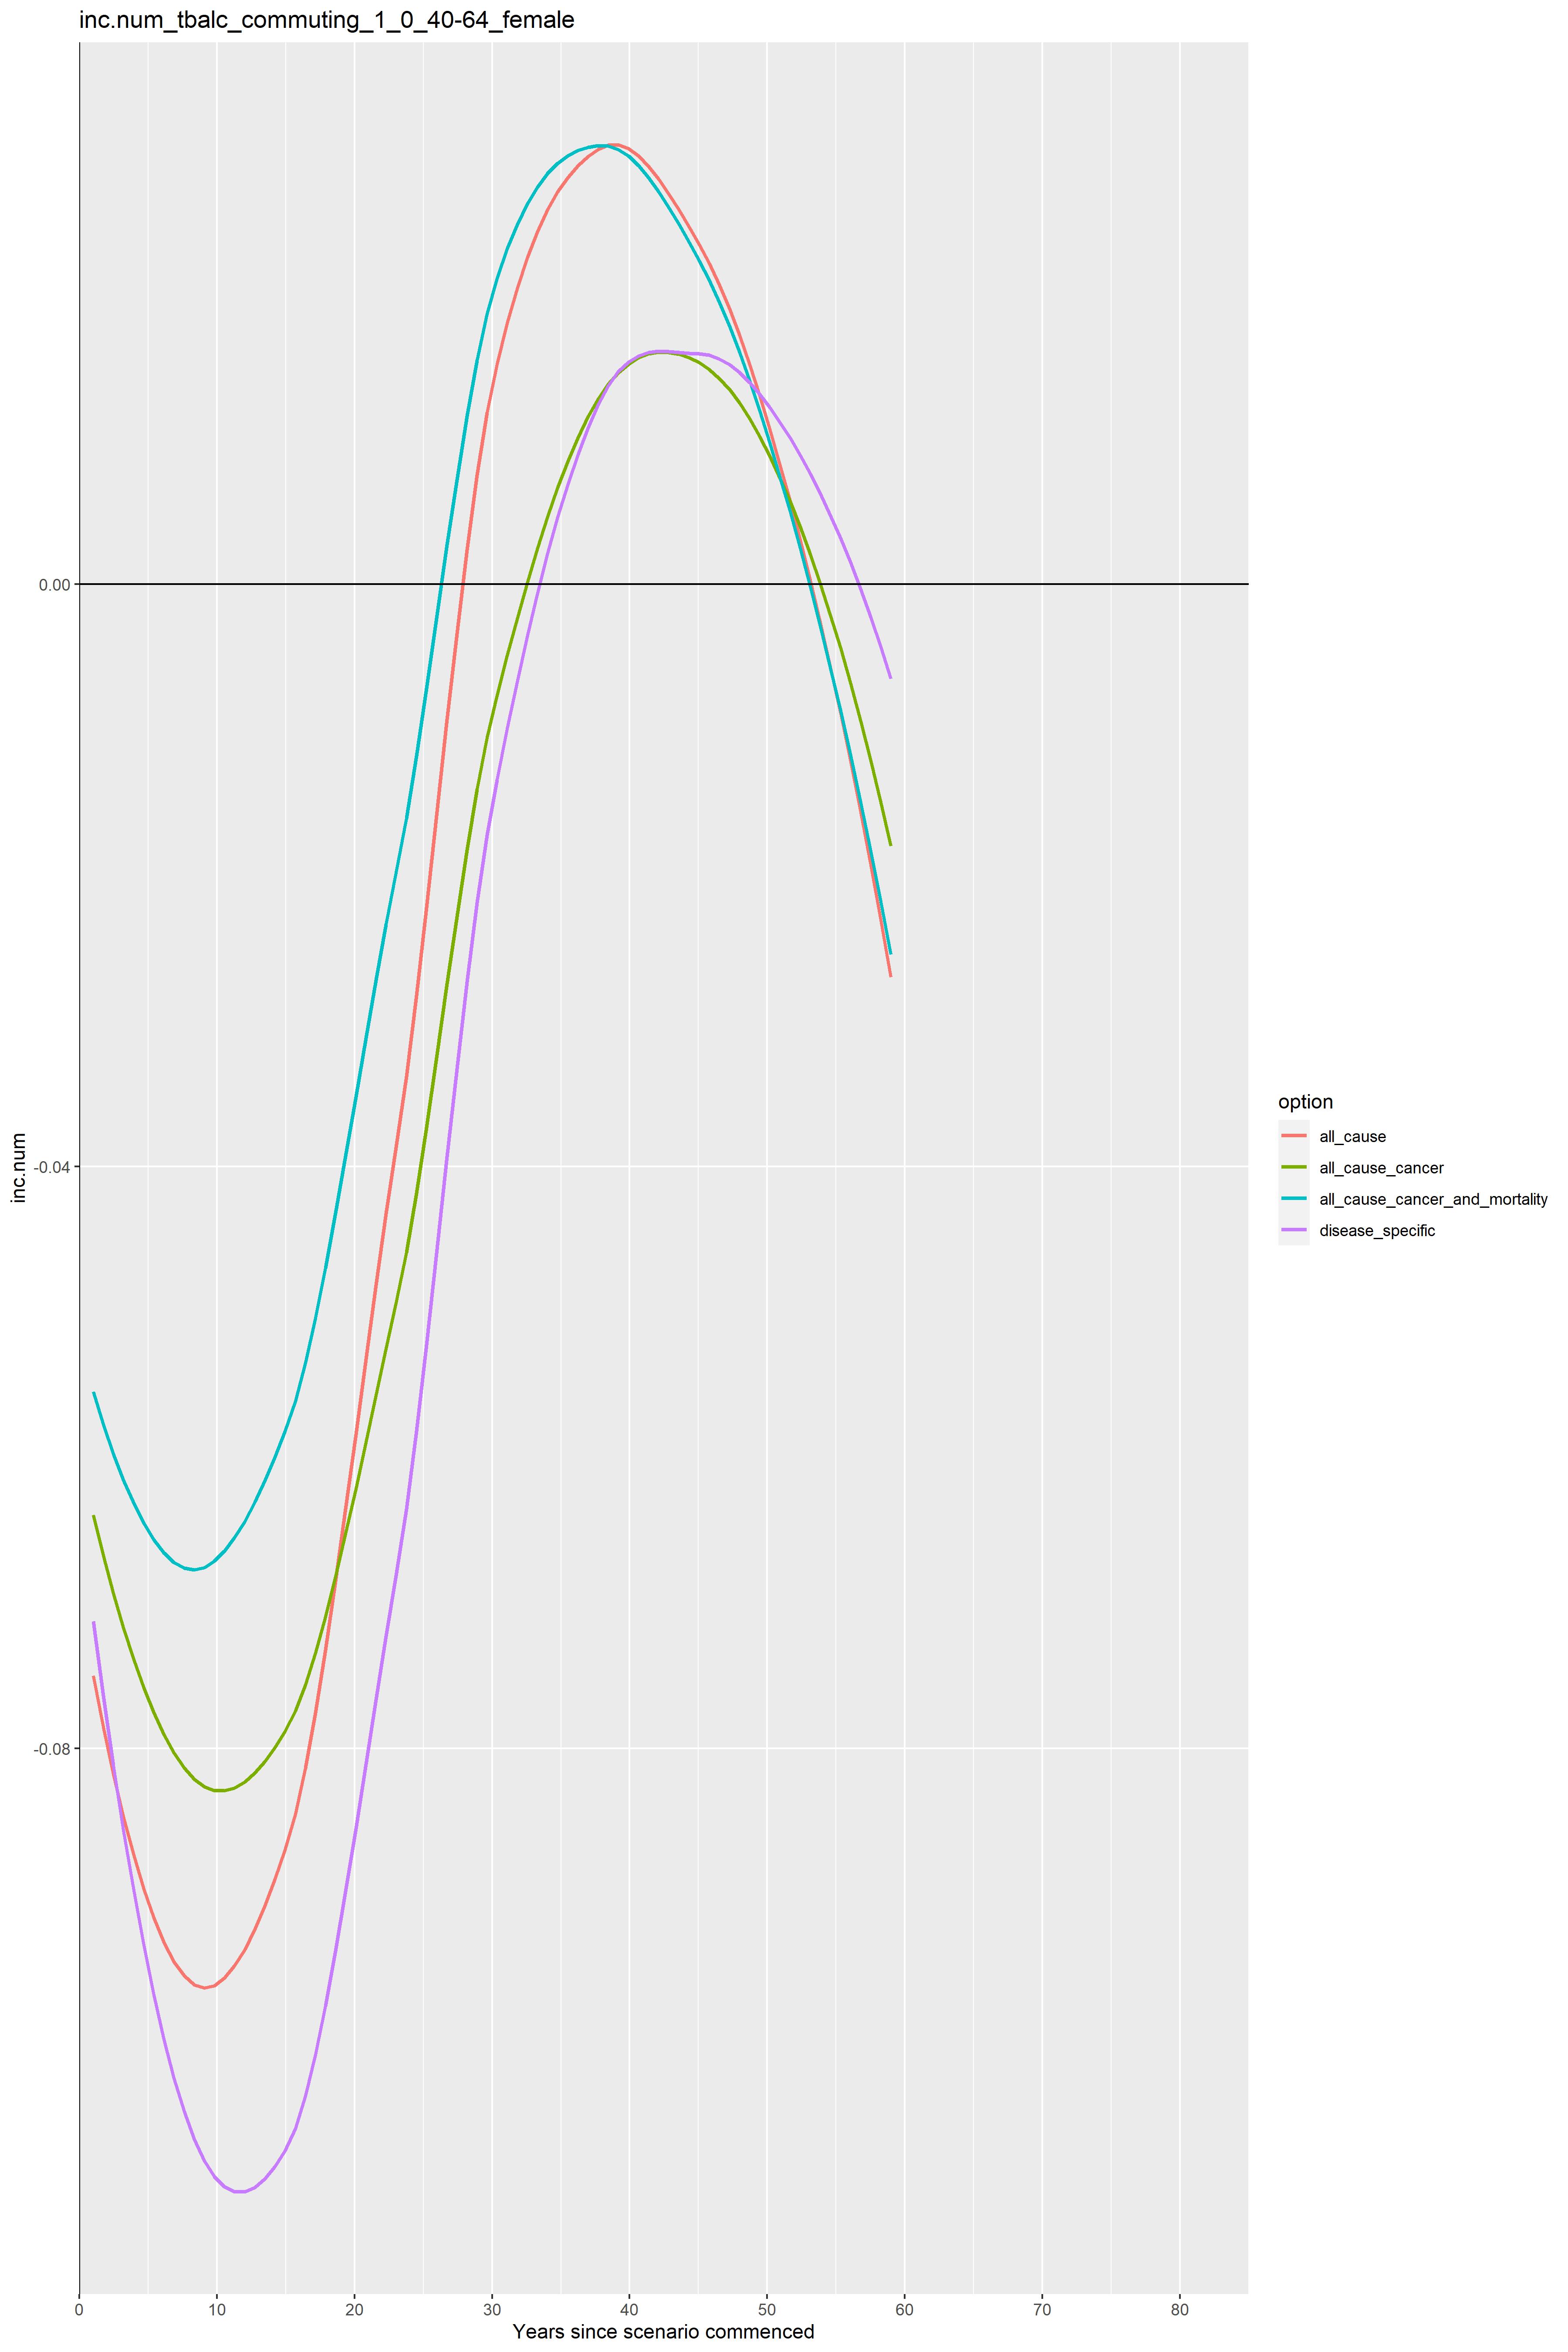 inc.num_tbalc_commuting_1_0_40-64_female
inc.num
0.00
-0.04
-0.08
0 10 20 30 40 50 60 70 80
Years since scenario commenced
option
all_cause
all_cause_cancer
all_cause_cancer_and_mortality
disease_specific